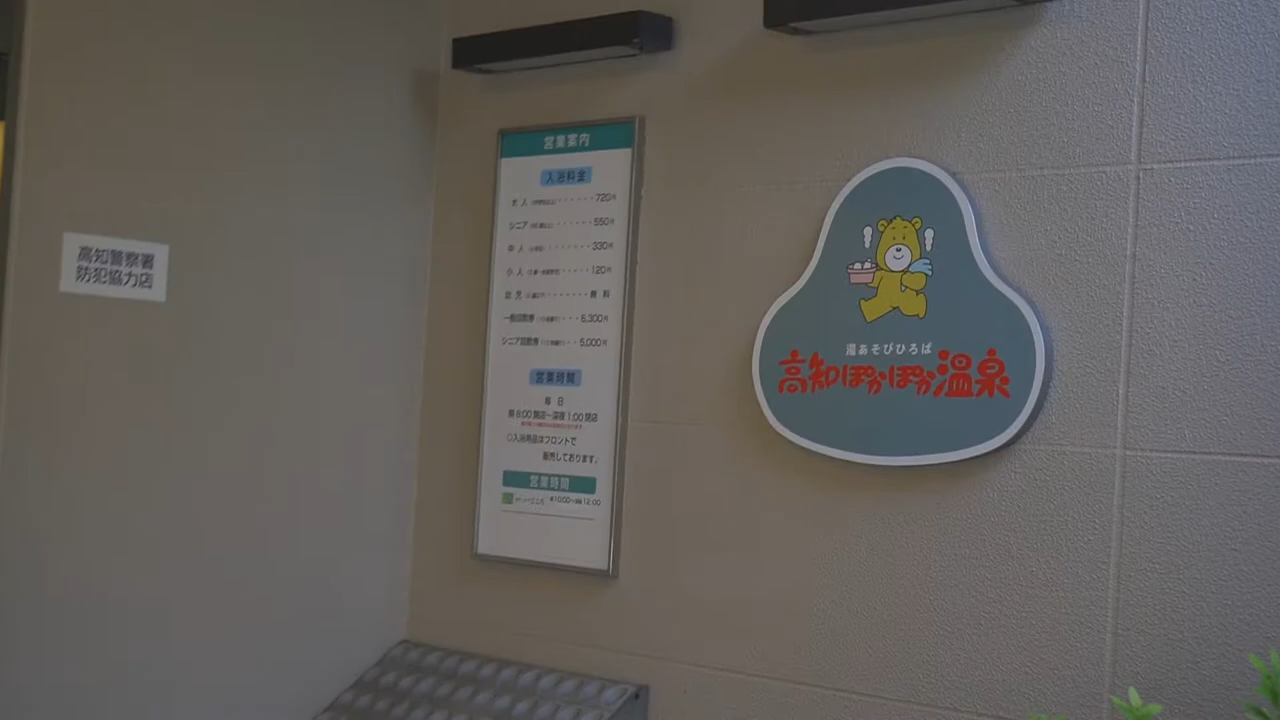 高知警察署
防犯協力店
営業案内
入浴料金
大人 ・・・・・・720円
シニア ・・・・・550円
中人 ・・・・・・330円
小人 ・・・・・120円
幼児 ・・・・・・・無料
一般回数券 ・・・6,300円
シニア回数券 ・・・5,000円
営業時間
毎日
朝8:00開店〜深夜1:00閉店
○入浴用品はフロントで
販売しております。
営業時間
10:00〜 12:00
湯あそびひろば
高知ぽかぽか温泉